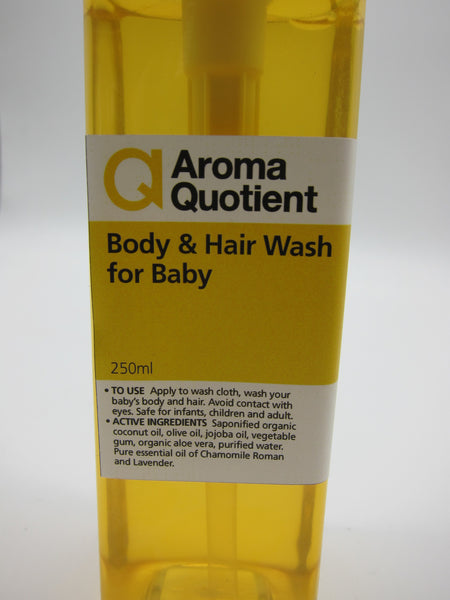 Aroma
Quotient
Body & Hair Wash
for Baby
250ml
• TO USE Apply to wash cloth, wash your
baby's body and hair. Avoid contact with
eyes. Safe for infants, children and adult.
• ACTIVE INGREDIENTS Saponified organic
coconut oil, olive oil, jojoba oil, vegetable
gum, organic aloe vera, purified water.
Pure essential oil of Chamomile Roman
and Lavender.